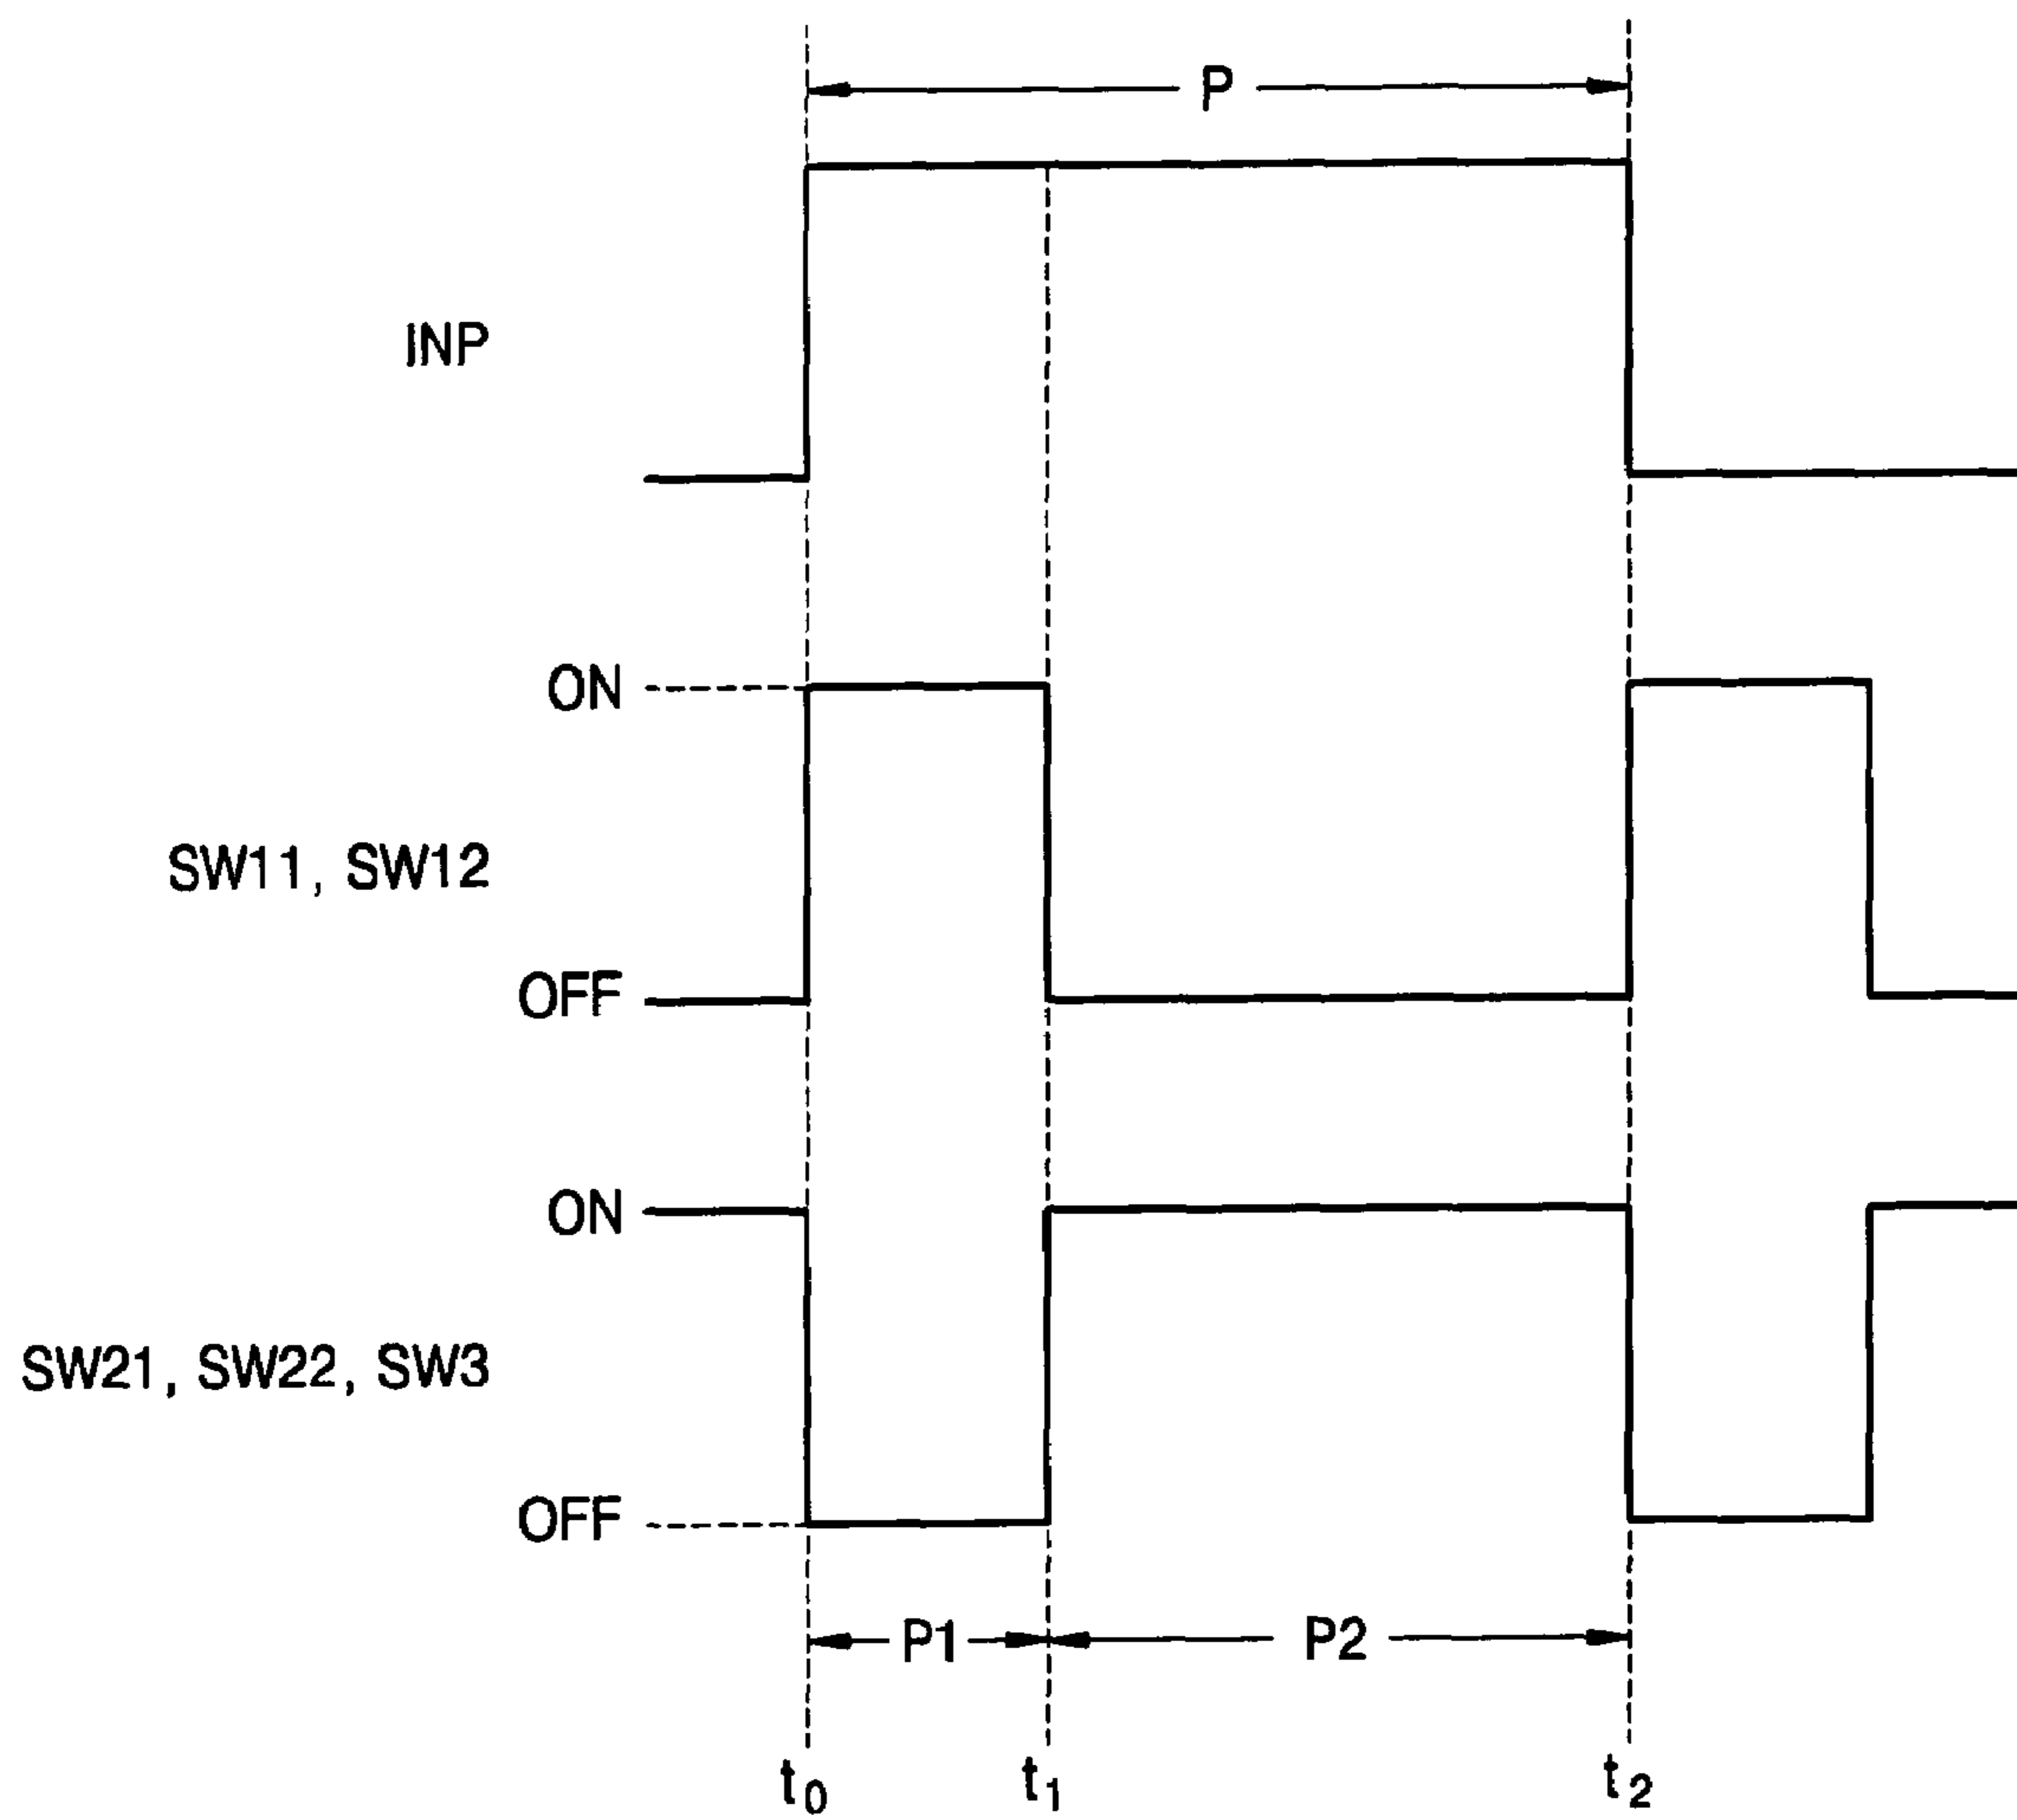 P
INP
ON
SW11, SW12
OFF
ON
SW21, SW22, SW3
OFF
P1 P2
t0 t1 t2